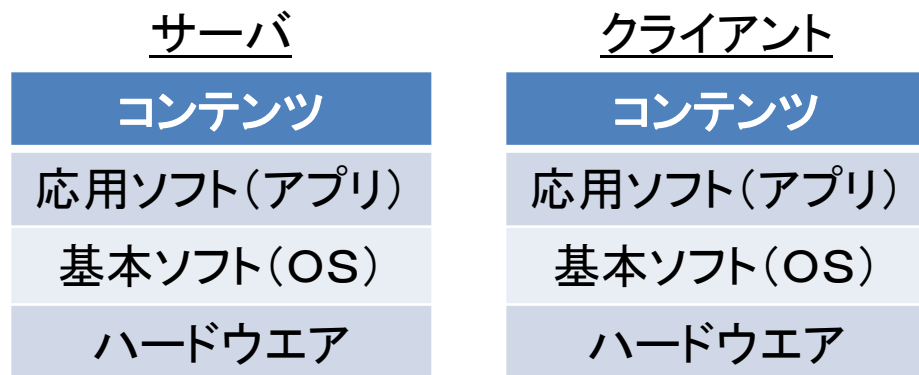 サーバ
コンテンツ
応用ソフト（アプリ）
基本ソフト（ＯＳ）
ハードウエア
クライアント
コンテンツ
応用ソフト（アプリ）
基本ソフト（ＯＳ）
ハードウエア